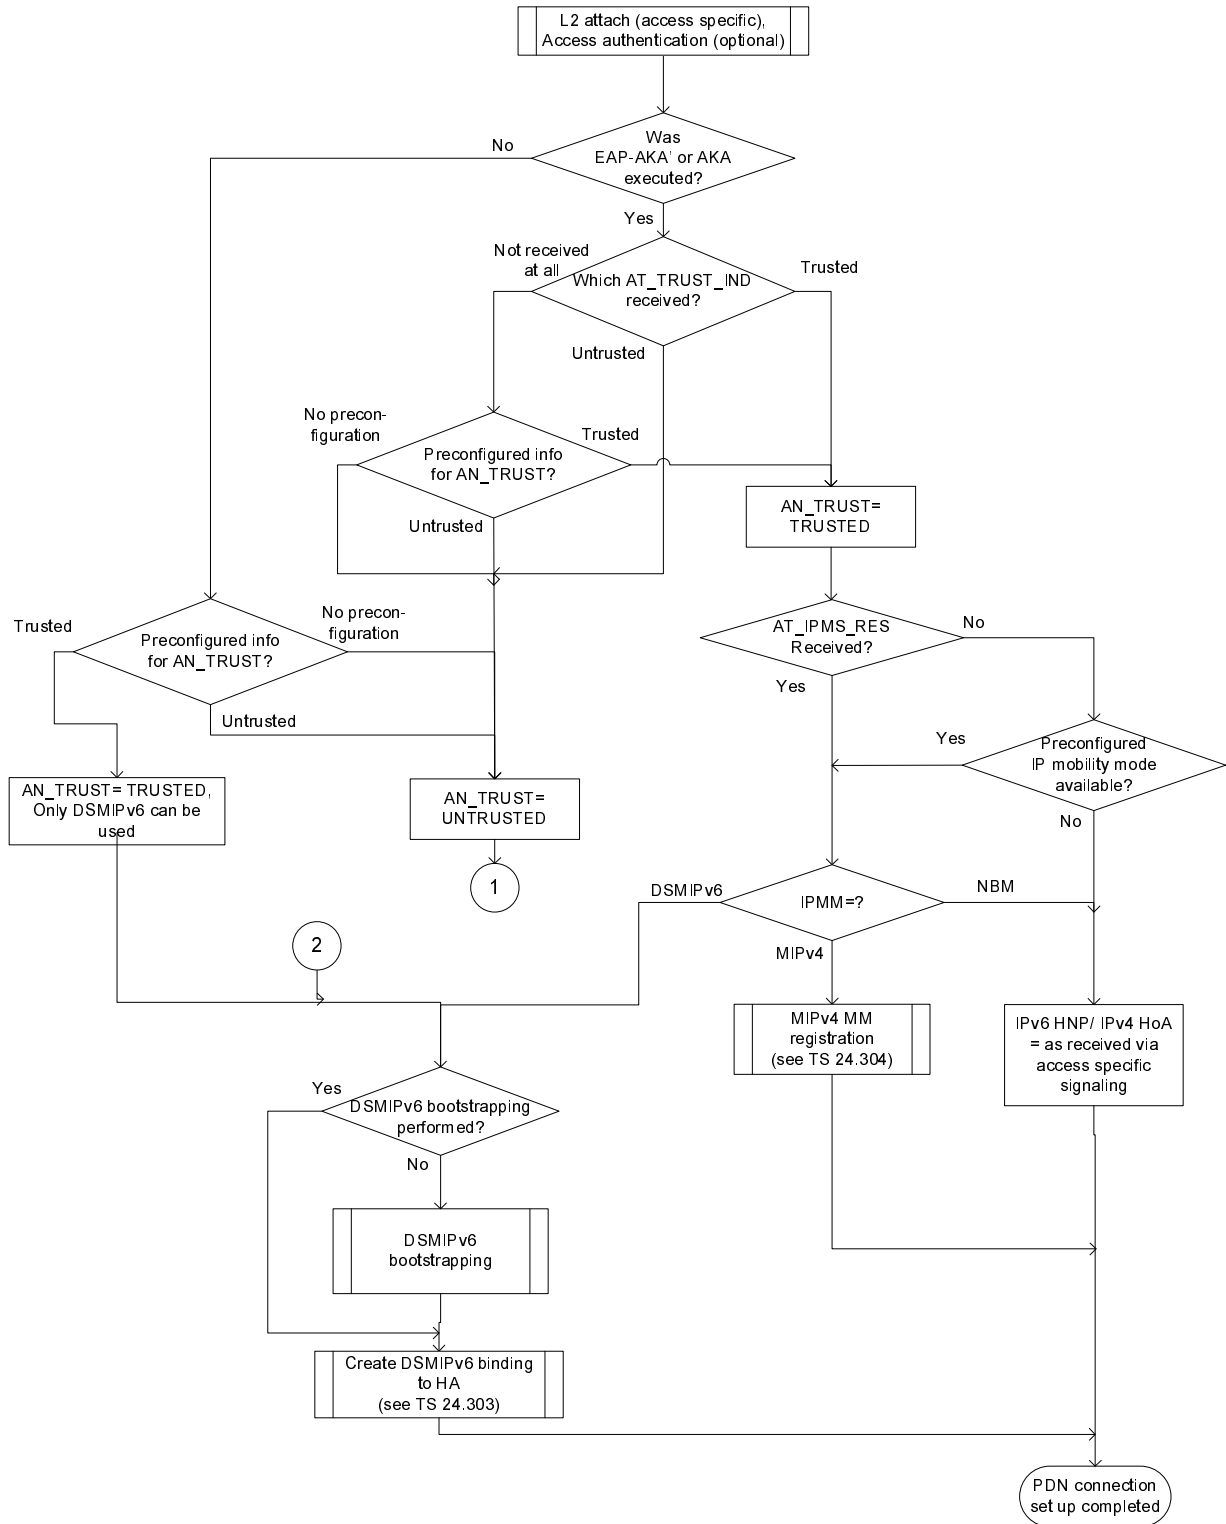 L2 attach (access specific),
Access authentication (optional)
No
Was
EAP-AKA' or AKA
executed?
Yes
Not received
at all
Which AT_TRUST_IND
received?
Trusted
Untrusted
No precon-
figuration
Preconfigured info
for AN_TRUST?
Trusted
Untrusted
AN_TRUST=
TRUSTED
Trusted
Preconfigured info
for AN_TRUST?
No precon-
figuration
Untrusted
AT_IPMS_RES
Received?
No
Yes
Yes
Preconfigured
IP mobility mode
available?
No
AN_TRUST= TRUSTED,
Only DSMIPv6 can be
used
AN_TRUST=
UNTRUSTED
1
DSMIPv6
IPMM=?
NBM
MIPv4
2
MIPv4 MM
registration
(see TS 24.304)
IPv6 HNP/ IPv4 HoA
= as received via
access specific
signaling
Yes
DSMIPv6 bootstrapping
performed?
No
DSMIPv6
bootstrapping
Create DSMIPv6 binding
to HA
(see TS 24.303)
PDN connection
set up completed